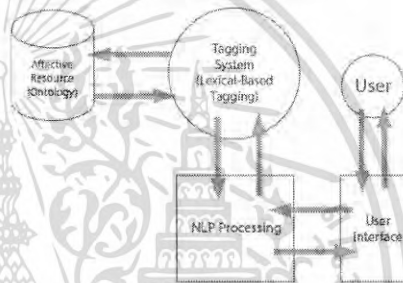 Affective
Resource
(Ontology)
Tagging
System
(Lexical-Based
Tagging)
User
NLP Processing
User
Interface